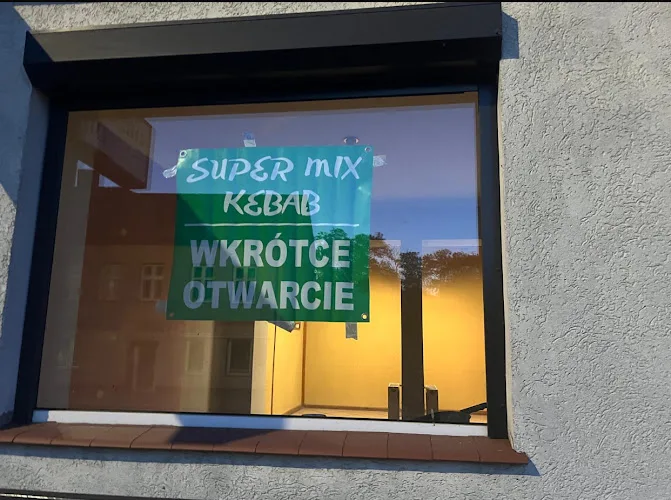 SUPER MIX
KEBAB
WKRÓTCE
OTWARCIE